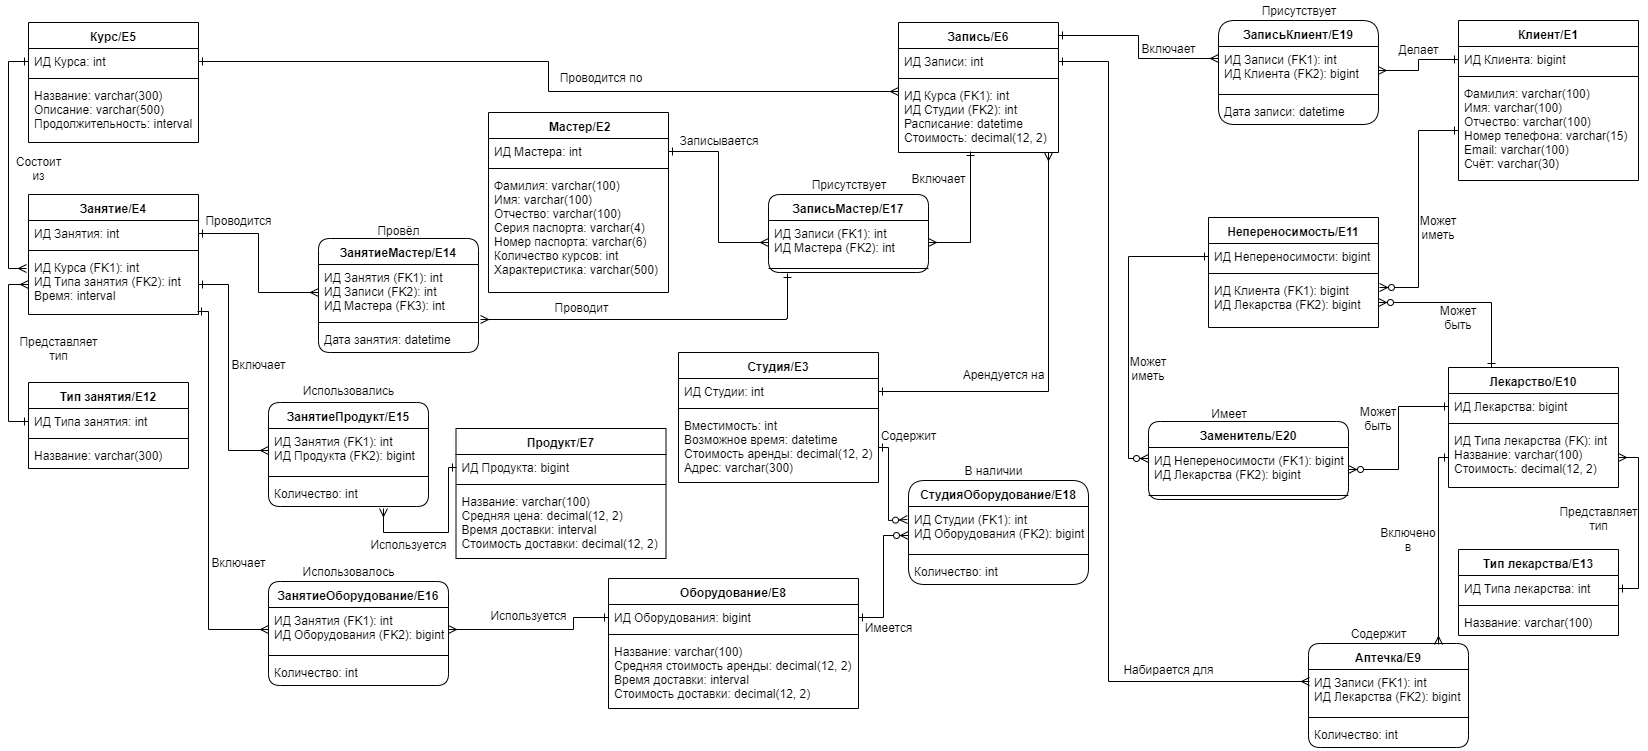 Курс/E5
ИД Курса: int
Название: varchar(300)
Описание: varchar(500)
Продолжительность: interval
Состоит
из
Занятие/E4
ИД Занятия: int
ИД Курса (FK1): int
ИД Типа занятия (FK2): int
Время: interval
Представляет
тип
Тип занятия/E12
ИД Типа занятия: int
Название: varchar(300)
Проводится
Провёл
ЗанятиеМастер/E14
ИД Занятия (FK1): int
ИД Записи (FK2): int
ИД Мастера (FK3): int
Дата занятия: datetime
Включает
Использовались
ЗанятиеПродукт/E15
ИД Занятия (FK1): int
ИД Продукта (FK2): bigint
Количество: int
Используется
Включает
Использовалось
ЗанятиеОборудование/E16
ИД Занятия (FK1): int
ИД Оборудования (FK2): bigint
Количество: int
Используется
Проводится по
Мастер/E2
ИД Мастера: int
Фамилия: varchar(100)
Имя: varchar(100)
Отчество: varchar(100)
Серия паспорта: varchar(4)
Номер паспорта: varchar(6)
Количество курсов: int
Характеристика: varchar(500)
Записывается
Проводит
Продукт/E7
ИД Продукта: bigint
Название: varchar(100)
Средняя цена: decimal(12, 2)
Время доставки: interval
Стоимость доставки: decimal(12, 2)
Оборудование/E8
ИД Оборудования: bigint
Название: varchar(100)
Средняя стоимость аренды: decimal(12, 2)
Время доставки: interval
Стоимость доставки: decimal(12, 2)
Имеется
Присутствует
ЗаписьМастер/E17
ИД Записи (FK1): int
ИД Мастера (FK2): int
Включает
Студия/E3
ИД Студии: int
Вместимость: int
Возможное время: datetime
Стоимость аренды: decimal(12, 2)
Адрес: varchar(300)
Арендуется на
Содержит
В наличии
СтудияОборудование/E18
ИД Студии (FK1): int
ИД Оборудования (FK2): bigint
Количество: int
Запись/E6
ИД Записи: int
ИД Курса (FK1): int
ИД Студии (FK2): int
Расписание: datetime
Стоимость: decimal(12, 2)
Включает
Присутствует
ЗаписьКлиент/E19
ИД Записи (FK1): int
ИД Клиента (FK2): bigint
Дата записи: datetime
Делает
Клиент/E1
ИД Клиента: bigint
Фамилия: varchar(100)
Имя: varchar(100)
Отчество: varchar(100)
Номер телефона: varchar(15)
Email: varchar(100)
Счёт: varchar(30)
Может
иметь
Непереносимость/E11
ИД Непереносимости: bigint
ИД Клиента (FK1): bigint
ИД Лекарства (FK2): bigint
Может
быть
Может
иметь
Имеет
Заменитель/E20
ИД Непереносимости (FK1): bigint
ИД Лекарства (FK2): bigint
Может
быть
Лекарство/E10
ИД Лекарства: bigint
ИД Типа лекарства (FK): int
Название: varchar(100)
Стоимость: decimal(12, 2)
Представляет
тип
Включено
в
Тип лекарства/E13
ИД Типа лекарства: int
Название: varchar(100)
Набирается для
Содержит
Аптечка/E9
ИД Записи (FK1): int
ИД Лекарства (FK2): bigint
Количество: int